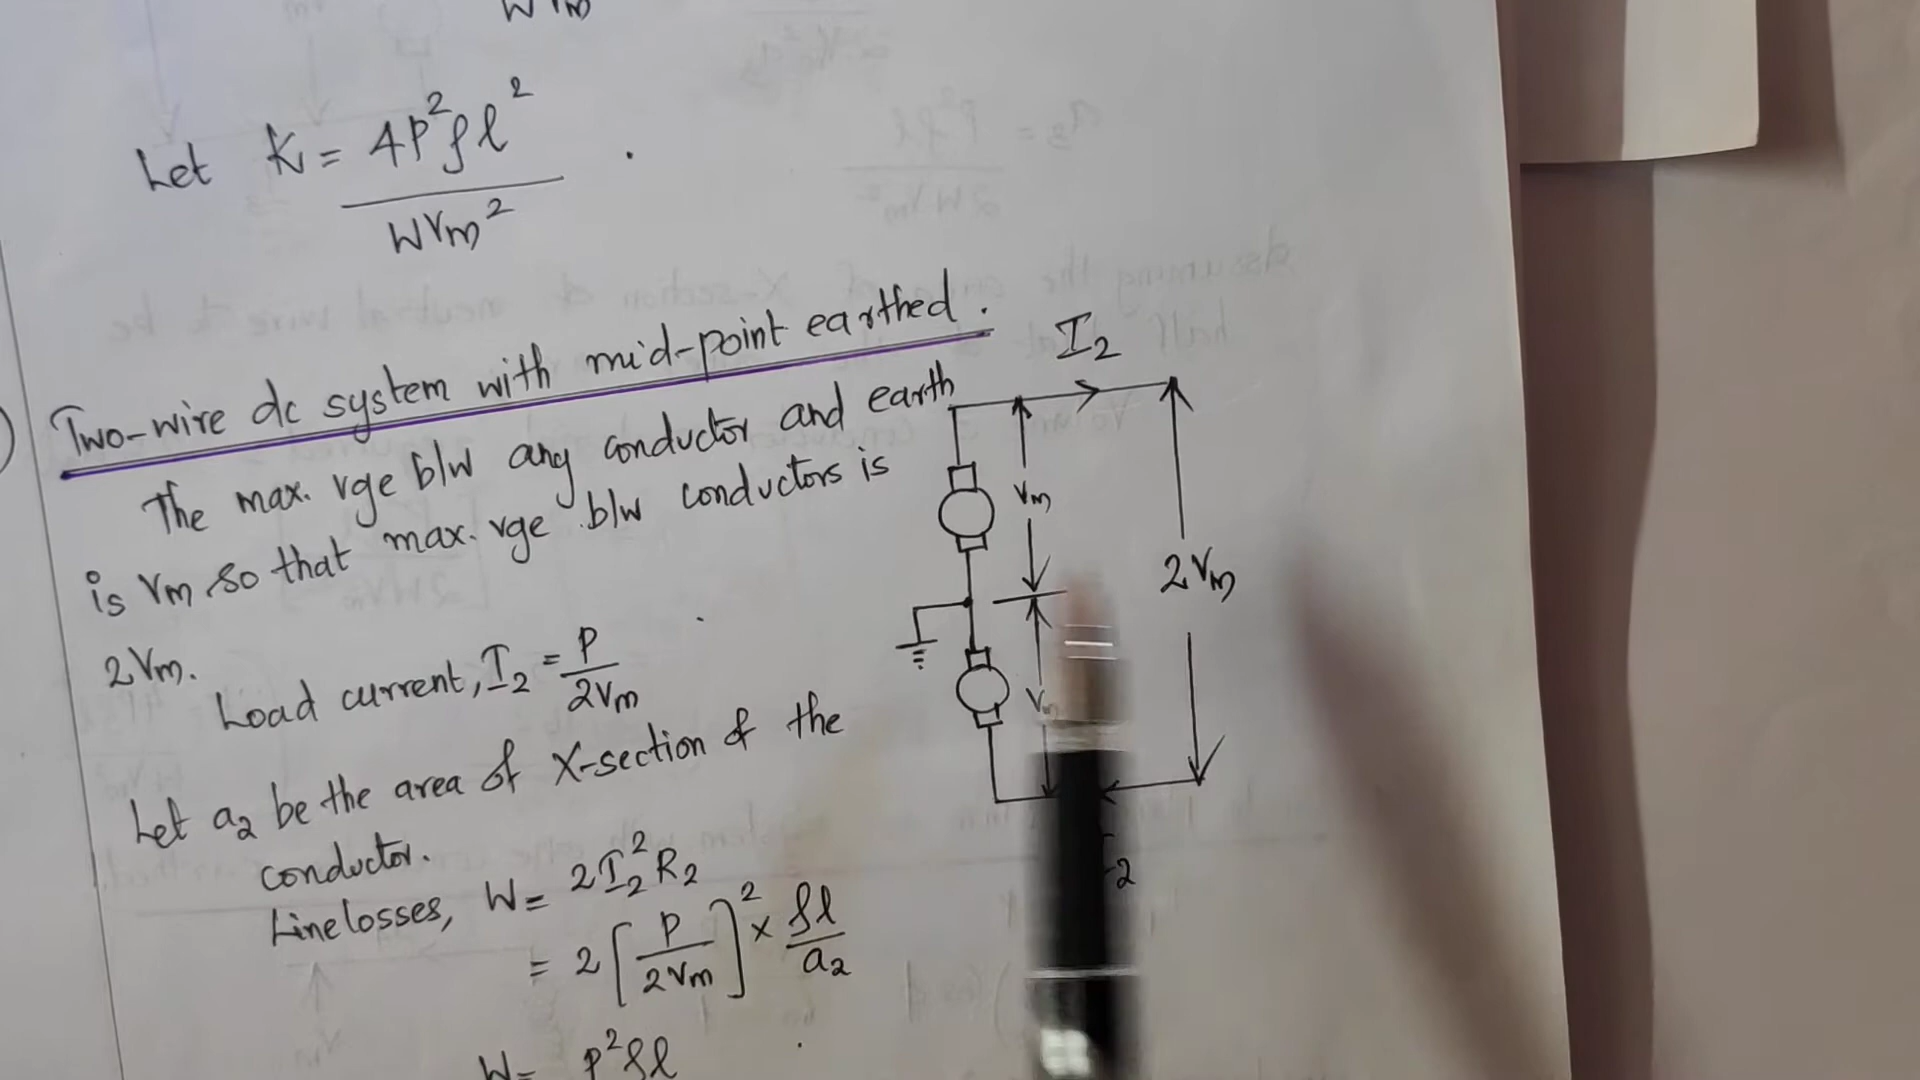 Let K = 4P²ρl² / WVm²
Two-wire dc system with mid-point earthed.
The max. vge b/w any conductor and earth
is Vm so that max. vge b/w conductors is
2Vm.
Load current, I₂ = P / 2Vm
Let a₂ be the area of X-section of the
conductor.
Line losses, W = 2I₂²R₂
= 2[P / 2Vm]² × ρl / a₂
W = P²ρl
I₂
Vm
2Vm